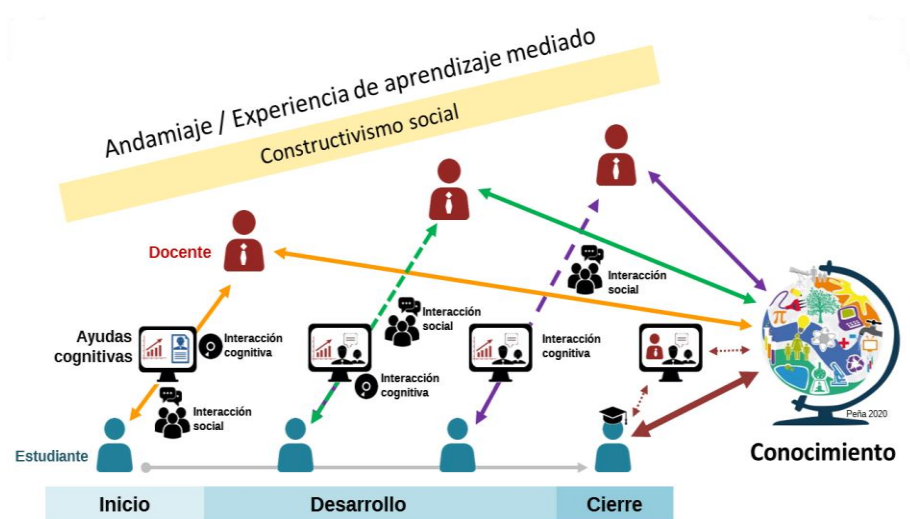 Andamiaje / Experiencia de aprendizaje mediado
Constructivismo social
Docente
Interacción
social
Ayudas
cognitivas
Interacción
cognitiva
Interacción
social
Interacción
cognitiva
Interacción
cognitiva
Interacción
social
π
Peña 2020
Conocimiento
Estudiante
Inicio
Desarrollo
Cierre